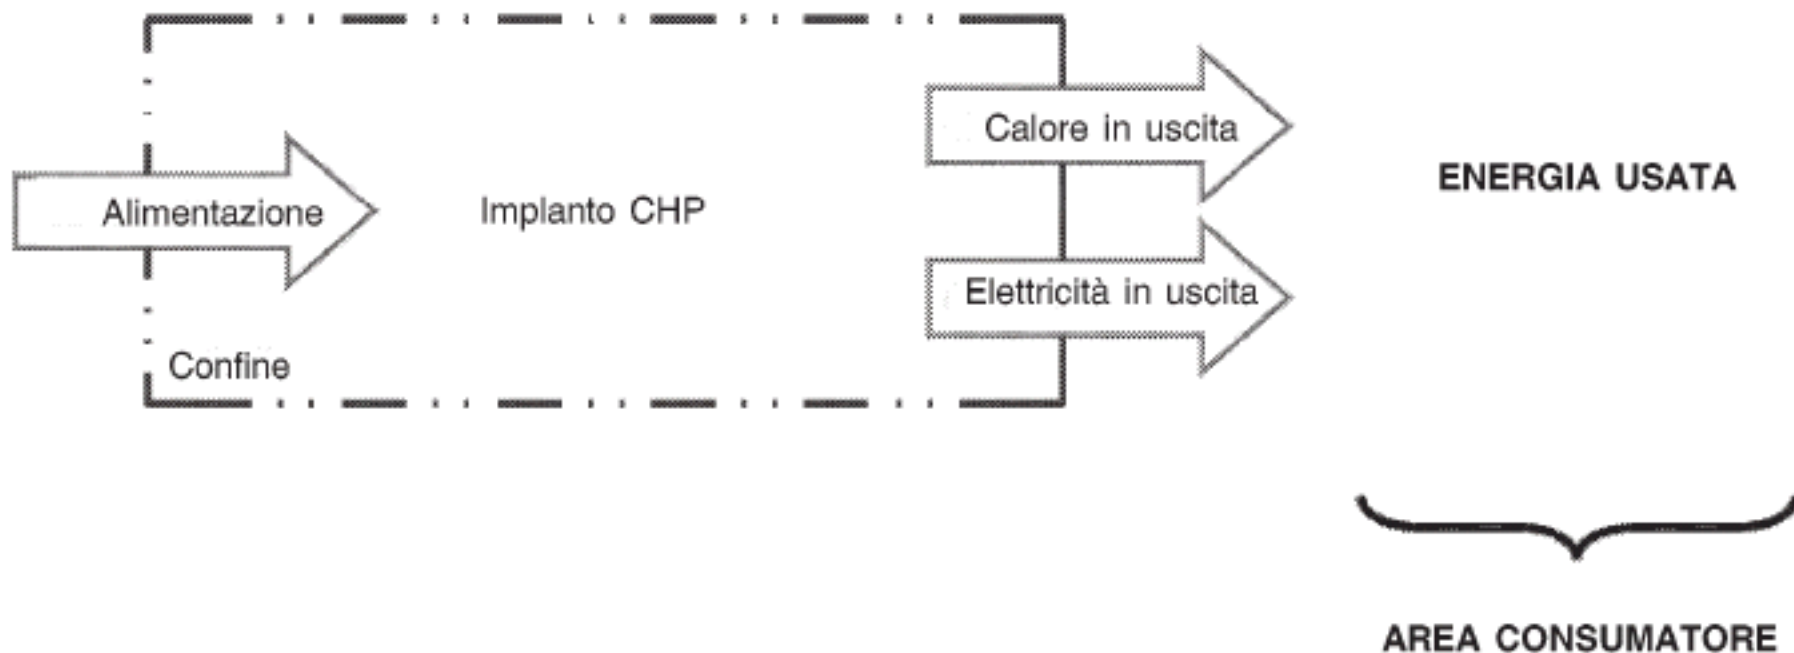 Calore in uscita
ENERGIA USATA
Alimentazione
Implanto CHP
Elettricità in uscita
Confine
AREA CONSUMATORE